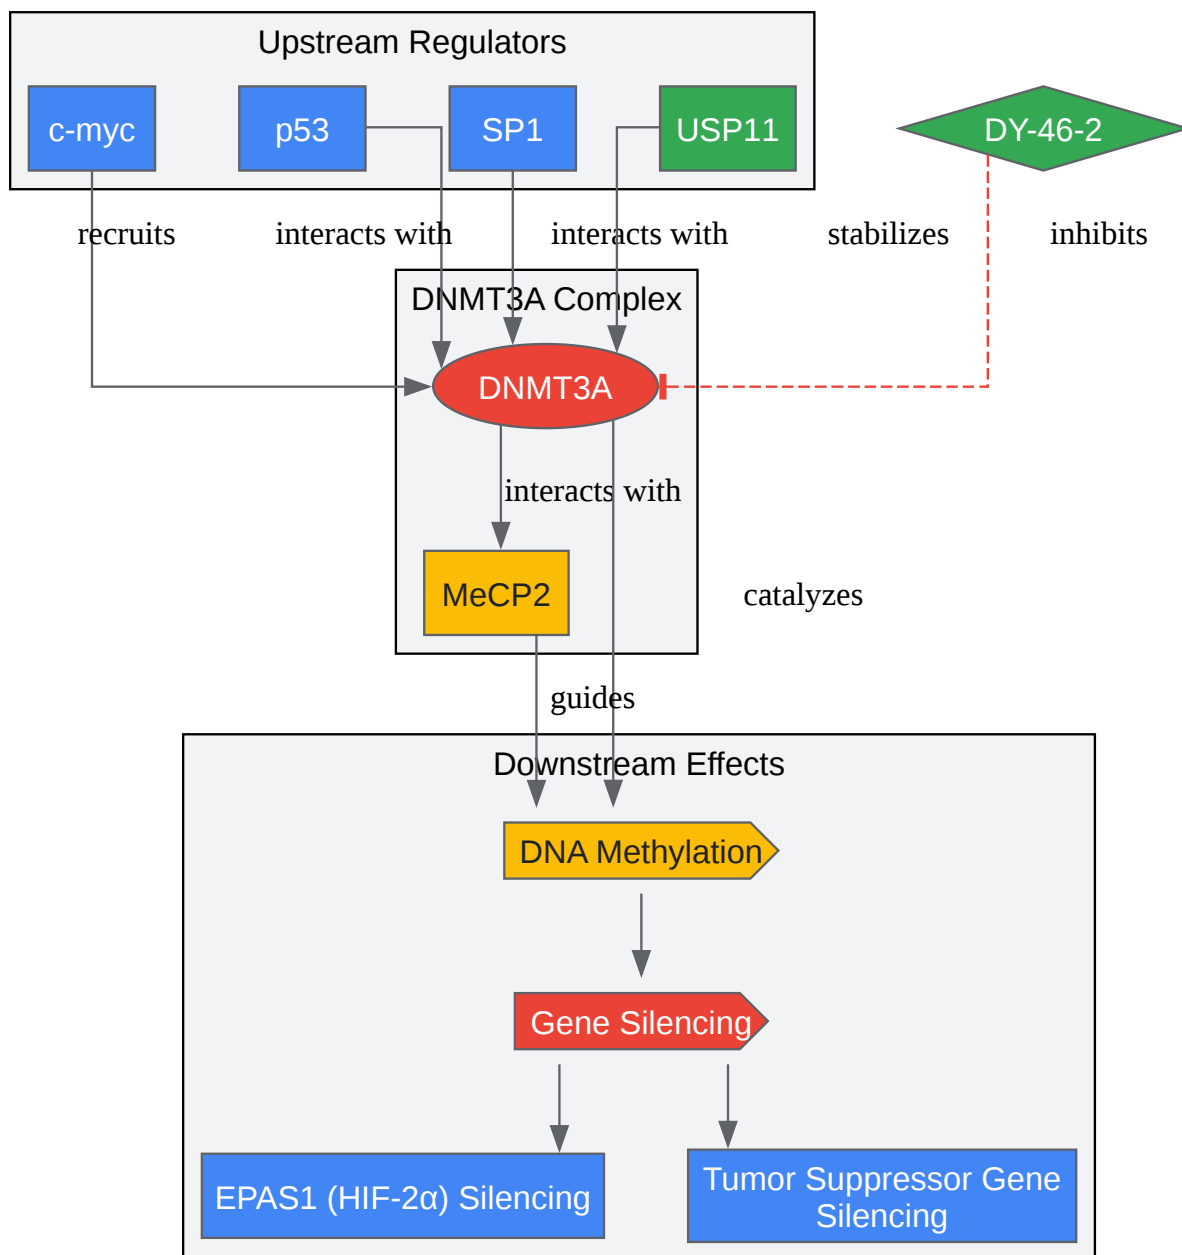 Upstream Regulators
c-myc
p53
SP1
USP11
DY-46-2
recruits
interacts with
interacts with
stabilizes
inhibits
DNMT3A Complex
DNMT3A
interacts with
MeCP2
catalyzes
guides
Downstream Effects
DNA Methylation
Gene Silencing
EPAS1 (HIF-2α) Silencing
Tumor Suppressor Gene
Silencing